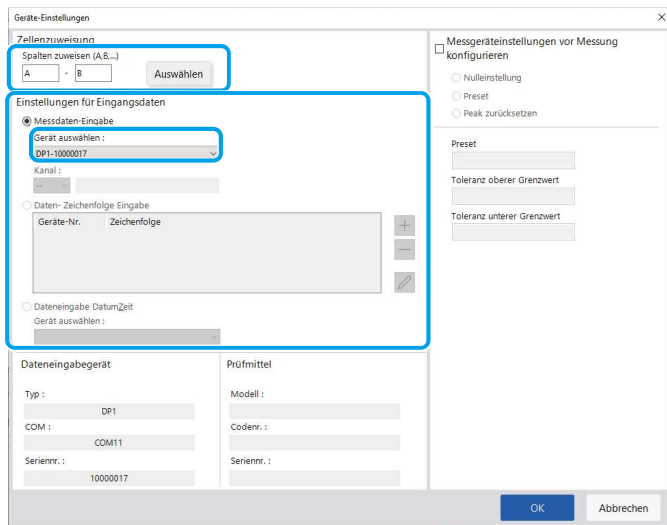 Geräte-Einstellungen
Zellenzuweisung
Spalten zuweisen (A,B,...)
A - B Auswählen
Einstellungen für Eingangsdaten
Messdaten-Eingabe
Gerät auswählen :
DP1-10000017
Kanal :
--
Daten- Zeichenfolge Eingabe
Geräte-Nr. Zeichenfolge
Dateneingabe DatumZeit
Gerät auswählen :
Dateneingabegerät
Typ :
DP1
COM :
COM11
Seriennr. :
10000017
Prüfmittel
Modell :
Codenr. :
Seriennr. :
Messgeräteinstellungen vor Messung
konfigurieren
Nulleinstellung
Preset
Peak zurücksetzen
Preset
Toleranz oberer Grenzwert
Toleranz unterer Grenzwert
OK Abbrechen